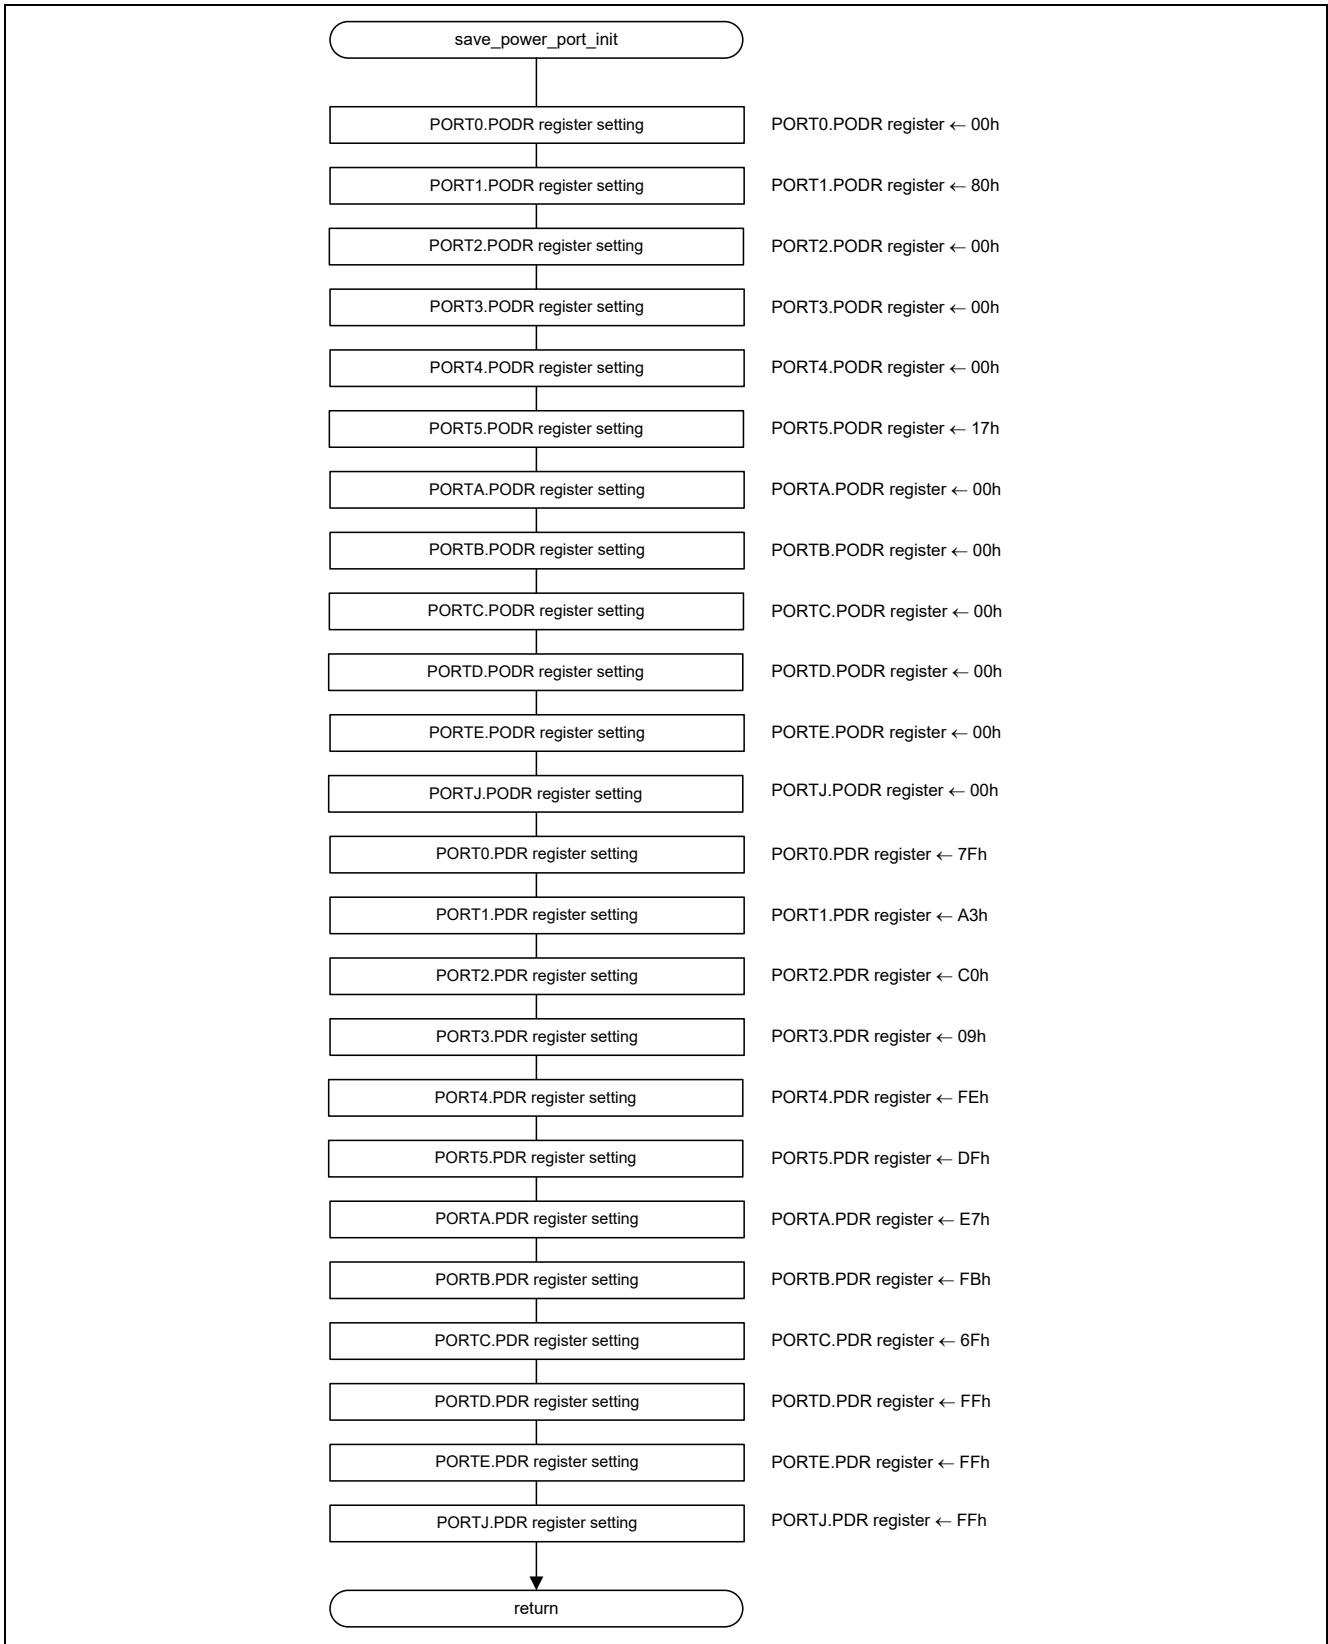 save_power_port_init
PORT0.PODR register setting PORT0.PODR register ← 00h
PORT1.PODR register setting PORT1.PODR register ← 80h
PORT2.PODR register setting PORT2.PODR register ← 00h
PORT3.PODR register setting PORT3.PODR register ← 00h
PORT4.PODR register setting PORT4.PODR register ← 00h
PORT5.PODR register setting PORT5.PODR register ← 17h
PORTA.PODR register setting PORTA.PODR register ← 00h
PORTB.PODR register setting PORTB.PODR register ← 00h
PORTC.PODR register setting PORTC.PODR register ← 00h
PORTD.PODR register setting PORTD.PODR register ← 00h
PORTE.PODR register setting PORTE.PODR register ← 00h
PORTJ.PODR register setting PORTJ.PODR register ← 00h
PORT0.PDR register setting PORT0.PDR register ← 7Fh
PORT1.PDR register setting PORT1.PDR register ← A3h
PORT2.PDR register setting PORT2.PDR register ← C0h
PORT3.PDR register setting PORT3.PDR register ← 09h
PORT4.PDR register setting PORT4.PDR register ← FEh
PORT5.PDR register setting PORT5.PDR register ← DFh
PORTA.PDR register setting PORTA.PDR register ← E7h
PORTB.PDR register setting PORTB.PDR register ← FBh
PORTC.PDR register setting PORTC.PDR register ← 6Fh
PORTD.PDR register setting PORTD.PDR register ← FFh
PORTE.PDR register setting PORTE.PDR register ← FFh
PORTJ.PDR register setting PORTJ.PDR register ← FFh
return